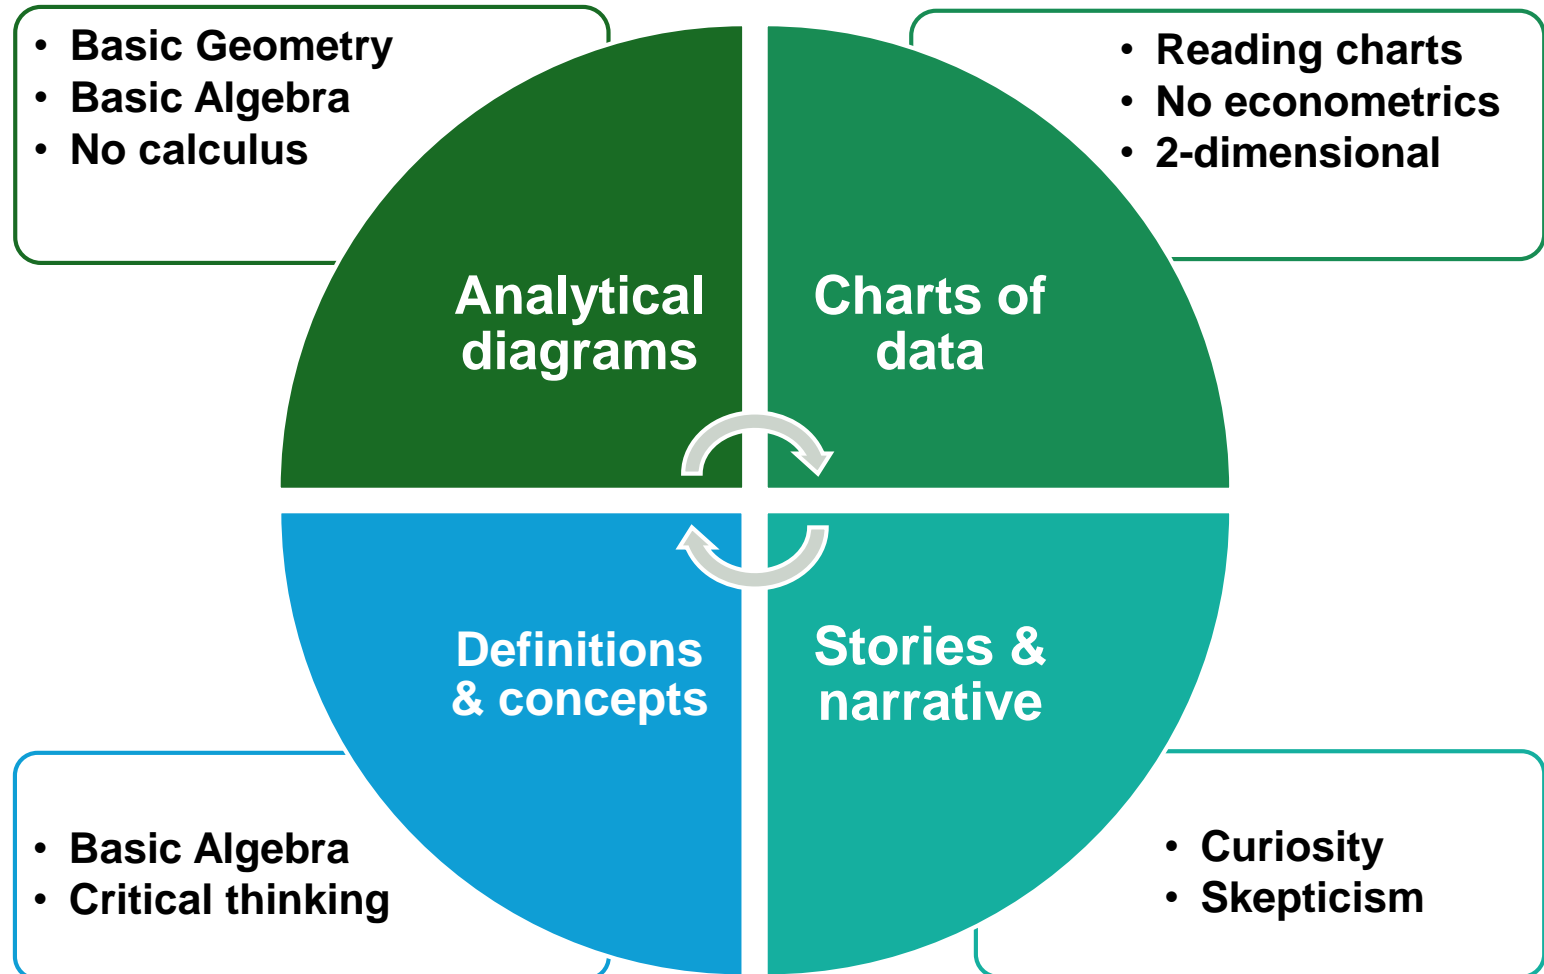 • Basic Geometry
• Basic Algebra
• No calculus
• Reading charts
• No econometrics
• 2-dimensional
Analytical
diagrams
Charts of
data
Definitions
& concepts
Stories &
narrative
• Basic Algebra
• Critical thinking
• Curiosity
• Skepticism